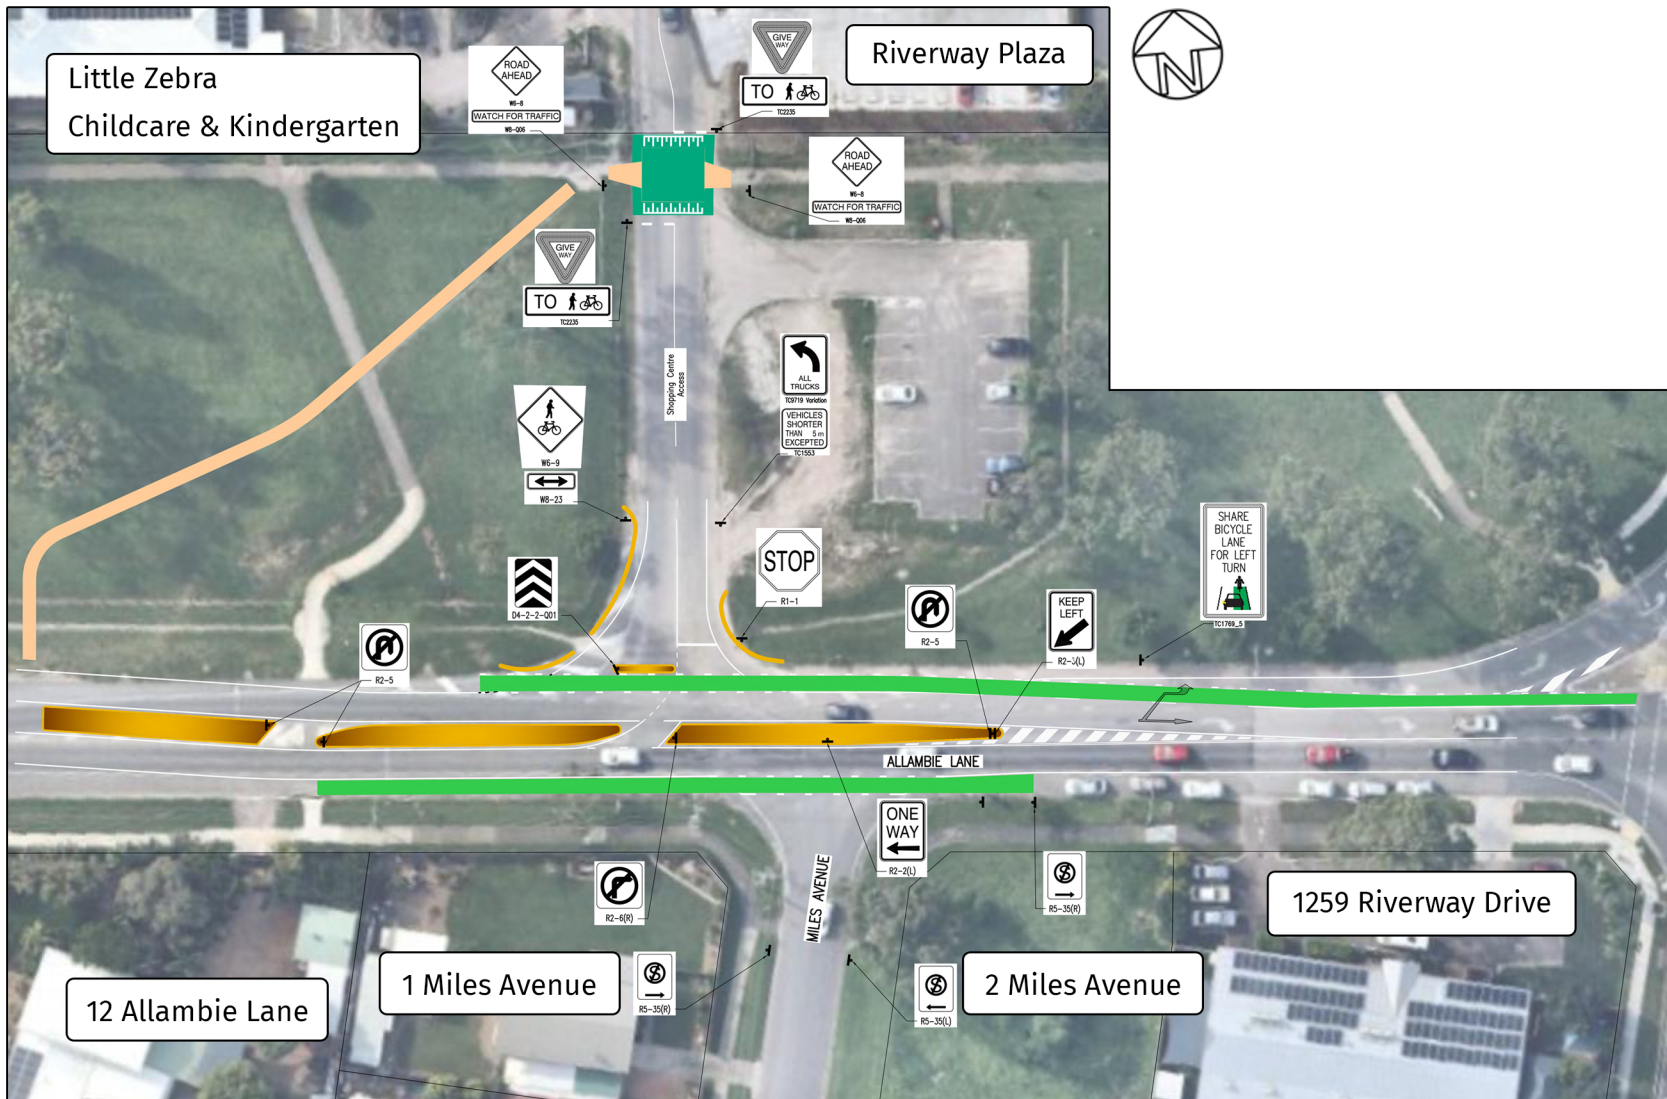 Little Zebra
Childcare & Kindergarten
ROAD
AHEAD
W6-8
WATCH FOR TRAFFIC
W8-Q06
GIVE
WAY
TO
TC2235
Riverway Plaza
N
ROAD
AHEAD
W6-8
WATCH FOR TRAFFIC
W8-Q06
GIVE
WAY
TO
TC2235
Shopping Centre
Access
ALL
TRUCKS
TC9719 Variation
VEHICLES
SHORTER
THAN 5 m
EXCEPTED
TC1553
W6-9
W8-23
STOP
R1-1
D4-2-2-Q01
R2-5
R2-5
KEEP
LEFT
R2-3(L)
SHARE
BICYCLE
LANE
FOR LEFT
TURN
TC1769_5
ALLAMBIE LANE
ONE
WAY
R2-2(L)
R2-6(R)
MILES AVENUE
S
R5-35(R)
S
R5-35(R)
S
R5-35(L)
1259 Riverway Drive
12 Allambie Lane
1 Miles Avenue
2 Miles Avenue